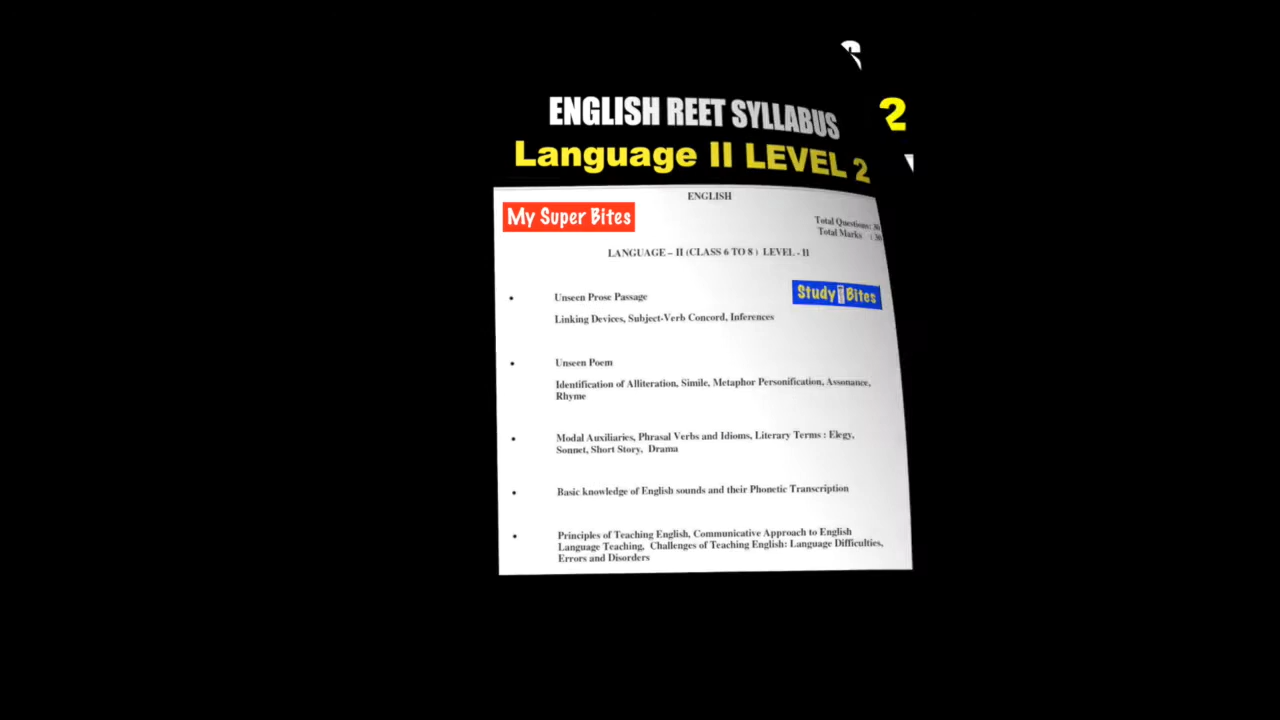 ENGLISH REET SYLLABUS
2
Language II LEVEL 2
ENGLISH
My Super Bites
Total Questions: 30
Total Marks : 30
LANGUAGE – II (CLASS 6 TO 8 ) LEVEL - II
• Unseen Prose Passage
Study i Bites
Linking Devices, Subject-Verb Concord, Inferences
• Unseen Poem
Identification of Alliteration, Simile, Metaphor Personification, Assonance,
Rhyme
• Modal Auxiliaries, Phrasal Verbs and Idioms, Literary Terms : Elegy,
Sonnet, Short Story, Drama
• Basic knowledge of English sounds and their Phonetic Transcription
• Principles of Teaching English, Communicative Approach to English
Language Teaching, Challenges of Teaching English: Language Difficulties,
Errors and Disorders